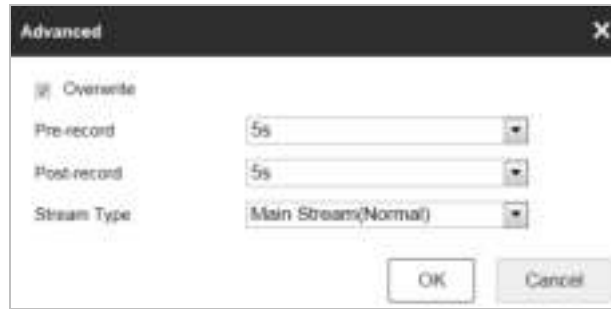 Advanced
Overwrite
Pre-record 5s
Post-record 5s
Stream Type Main Stream(Normal)
OK Cancel